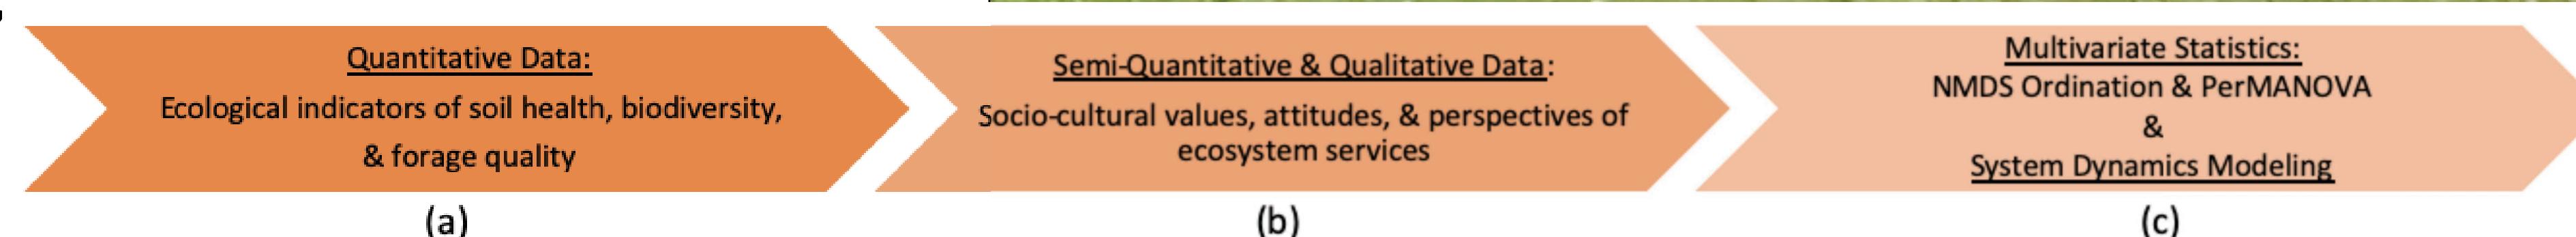 Quantitative Data:
Ecological indicators of soil health, biodiversity,
& forage quality
(a)
Semi-Quantitative & Qualitative Data:
Socio-cultural values, attitudes, & perspectives of
ecosystem services
(b)
Multivariate Statistics:
NMDS Ordination & PerMANOVA
&
System Dynamics Modeling
(c)